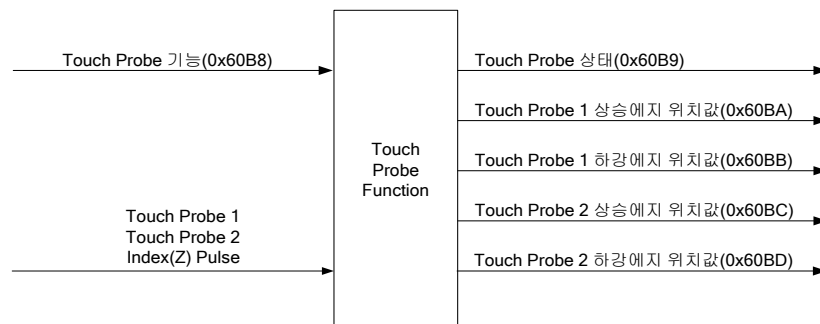 Touch Probe 기능(0x60B8)
Touch Probe 1
Touch Probe 2
Index(Z) Pulse
Touch
Probe
Function
Touch Probe 상태(0x60B9)
Touch Probe 1 상승에지 위치값(0x60BA)
Touch Probe 1 하강에지 위치값(0x60BB)
Touch Probe 2 상승에지 위치값(0x60BC)
Touch Probe 2 하강에지 위치값(0x60BD)